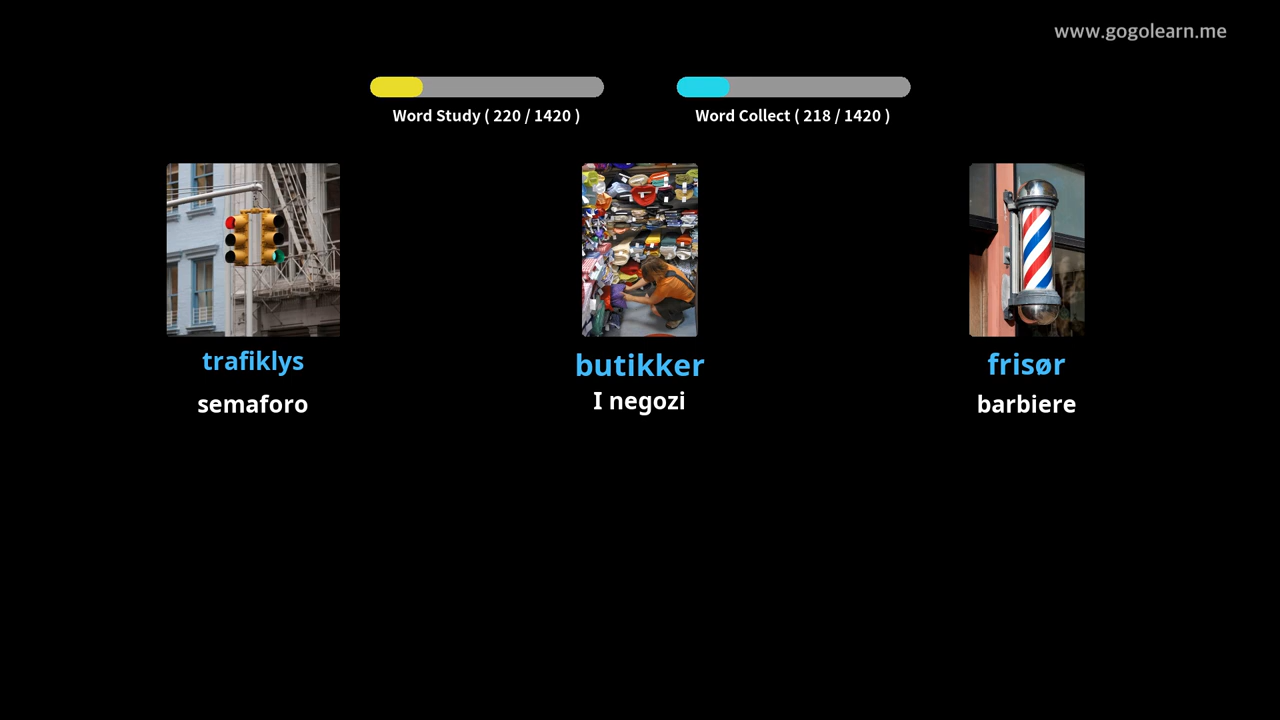 www.gogolearn.me
Word Study ( 220 / 1420 )
Word Collect ( 218 / 1420 )
trafiklys
butikker
frisør
semaforo
I negozi
barbiere